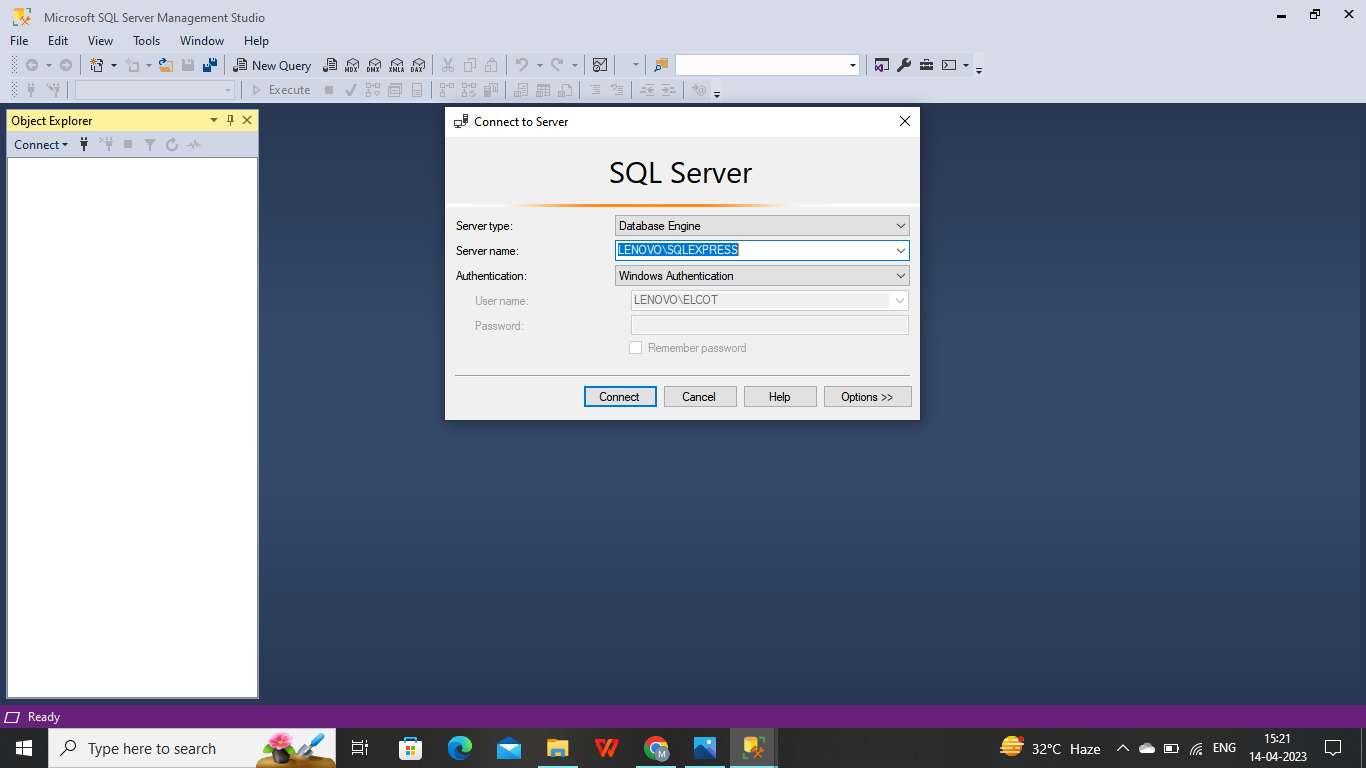 Microsoft SQL Server Management Studio
File Edit View Tools Window Help
New Query MDX DMX XMLA DAX
Execute
Object Explorer
Connect
Connect to Server
SQL Server
Server type: Database Engine
Server name: LENOVO\SQLEXPRESS
Authentication: Windows Authentication
User name: LENOVO\ELCOT
Password:
Remember password
Connect Cancel Help Options >>
Ready
Type here to search
M
32°C Haze ENG 15:21
14-04-2023